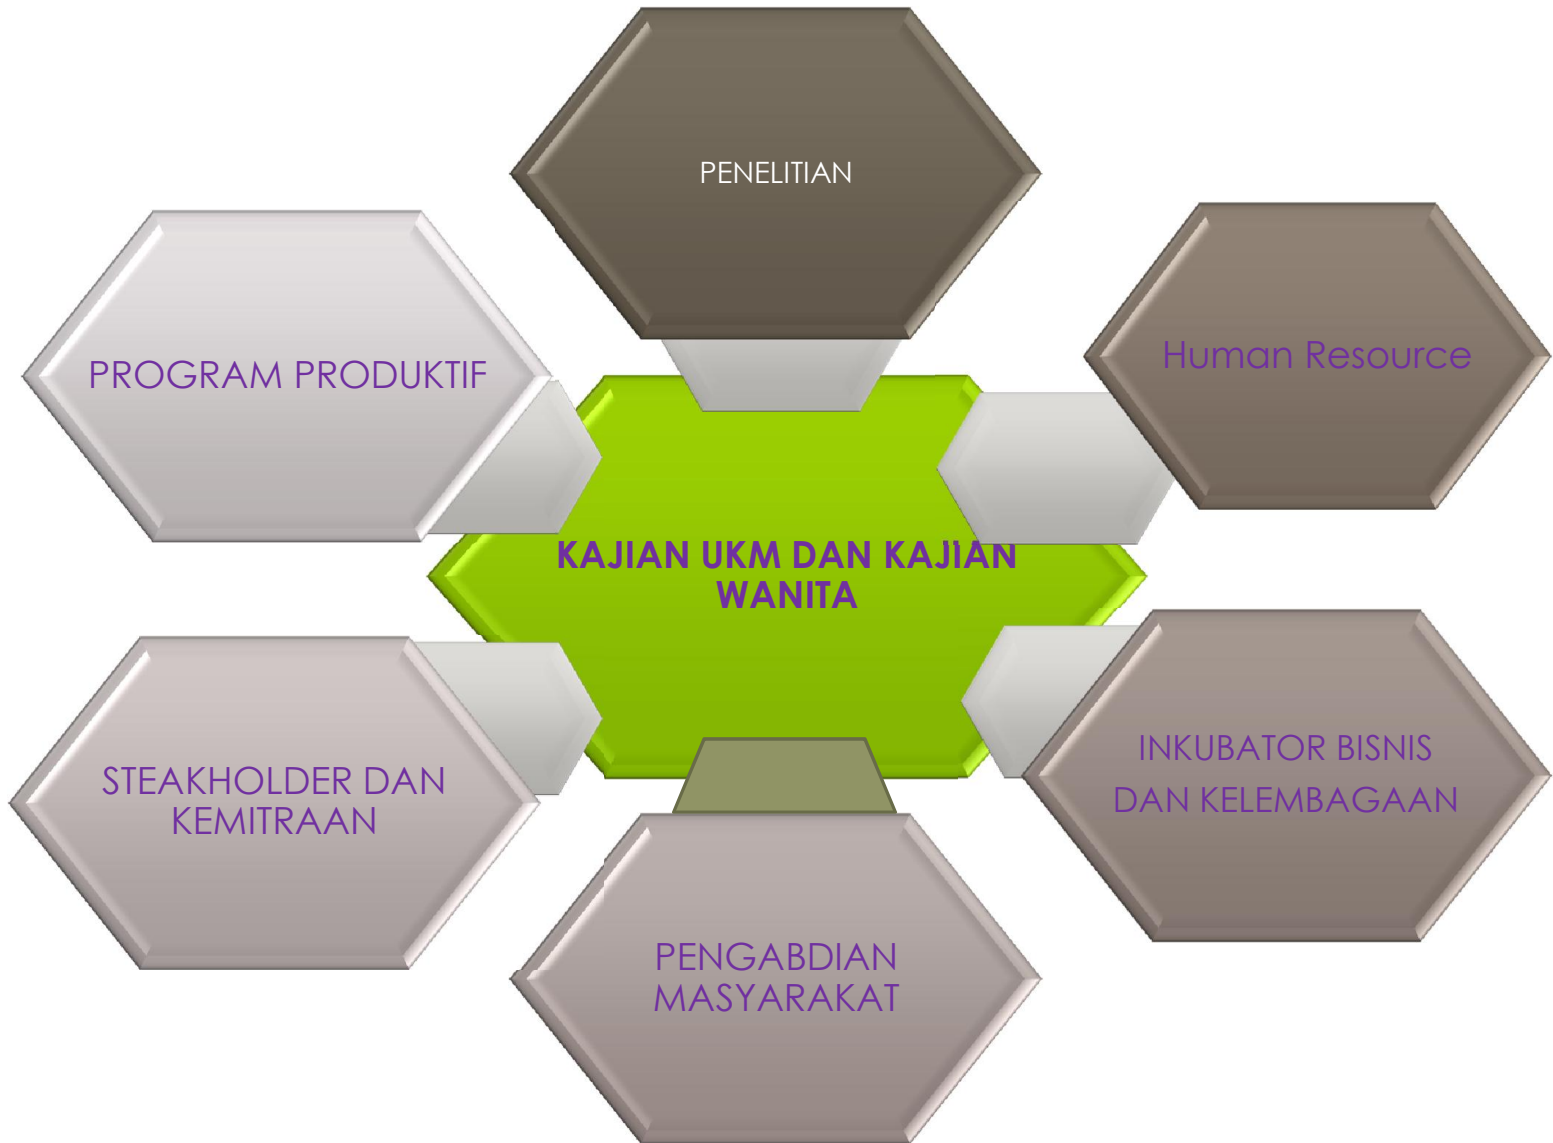 PENELITIAN
Human Resource
PROGRAM PRODUKTIF
KAJIAN UKM DAN KAJIAN
WANITA
INKUBATOR BISNIS
DAN KELEMBAGAAN
STEAKHOLDER DAN
KEMITRAAN
PENGABDIAN
MASYARAKAT